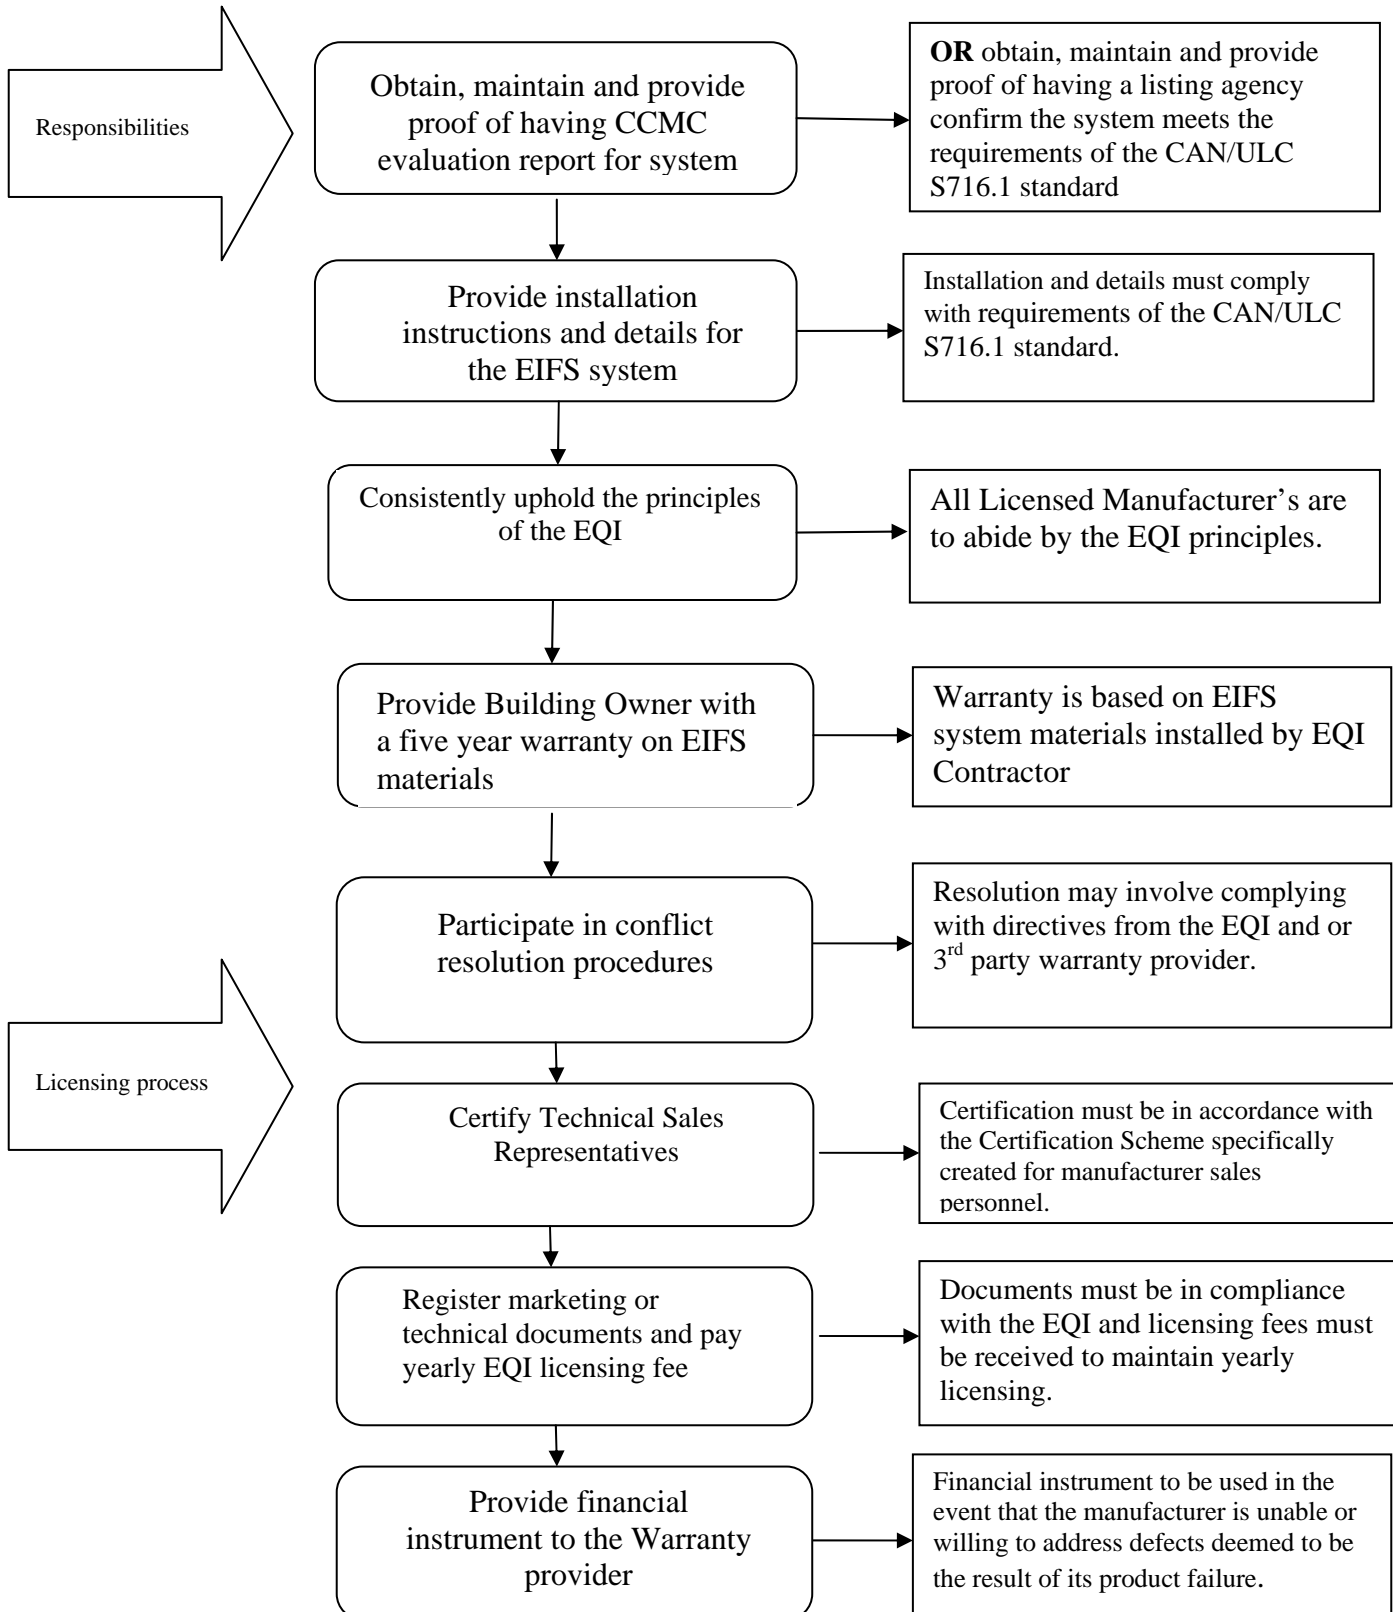 Responsibilities
Obtain, maintain and provide
proof of having CCMC
evaluation report for system
OR obtain, maintain and provide
proof of having a listing agency
confirm the system meets the
requirements of the CAN/ULC
S716.1 standard
Provide installation
instructions and details for
the EIFS system
Installation and details must comply
with requirements of the CAN/ULC
S716.1 standard.
Consistently uphold the principles
of the EQI
All Licensed Manufacturer’s are
to abide by the EQI principles.
Provide Building Owner with
a five year warranty on EIFS
materials
Warranty is based on EIFS
system materials installed by EQI
Contractor
Participate in conflict
resolution procedures
Resolution may involve complying
with directives from the EQI and or
3rd party warranty provider.
Licensing process
Certify Technical Sales
Representatives
Certification must be in accordance with
the Certification Scheme specifically
created for manufacturer sales
personnel.
Register marketing or
technical documents and pay
yearly EQI licensing fee
Documents must be in compliance
with the EQI and licensing fees must
be received to maintain yearly
licensing.
Provide financial
instrument to the Warranty
provider
Financial instrument to be used in the
event that the manufacturer is unable or
willing to address defects deemed to be
the result of its product failure.